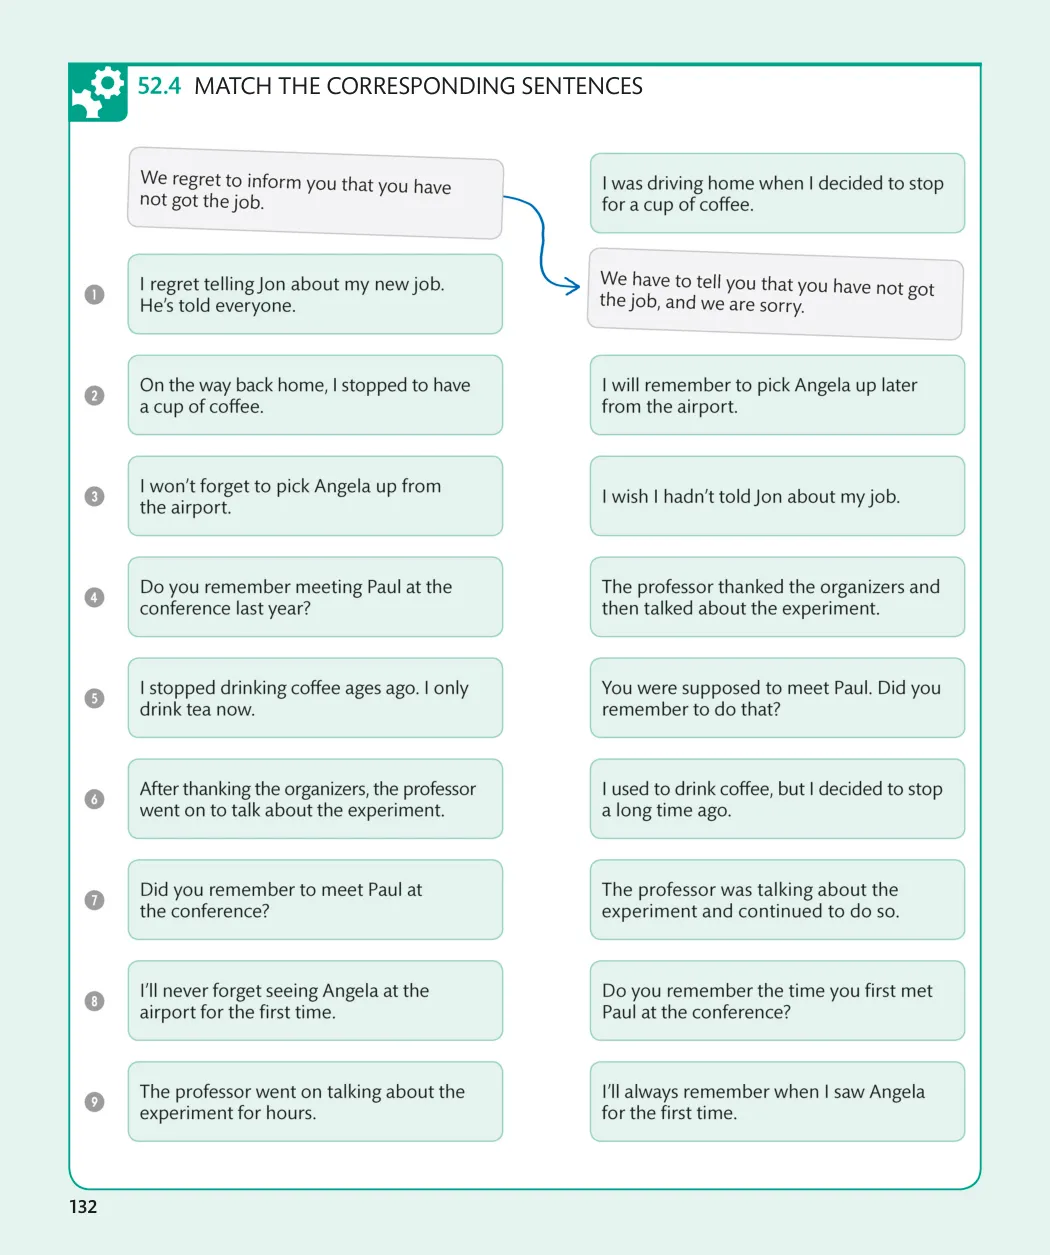 52.4 MATCH THE CORRESPONDING SENTENCES
We regret to inform you that you have
not got the job.
I was driving home when I decided to stop
for a cup of coffee.
1
I regret telling Jon about my new job.
He’s told everyone.
We have to tell you that you have not got
the job, and we are sorry.
2
On the way back home, I stopped to have
a cup of coffee.
I will remember to pick Angela up later
from the airport.
3
I won’t forget to pick Angela up from
the airport.
I wish I hadn’t told Jon about my job.
4
Do you remember meeting Paul at the
conference last year?
The professor thanked the organizers and
then talked about the experiment.
5
I stopped drinking coffee ages ago. I only
drink tea now.
You were supposed to meet Paul. Did you
remember to do that?
6
After thanking the organizers, the professor
went on to talk about the experiment.
I used to drink coffee, but I decided to stop
a long time ago.
7
Did you remember to meet Paul at
the conference?
The professor was talking about the
experiment and continued to do so.
8
I’ll never forget seeing Angela at the
airport for the first time.
Do you remember the time you first met
Paul at the conference?
9
The professor went on talking about the
experiment for hours.
I’ll always remember when I saw Angela
for the first time.
132